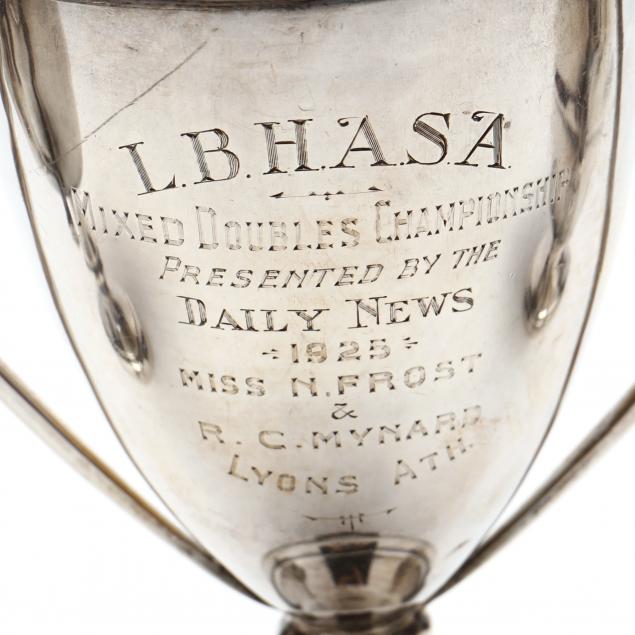 L.B.H.A.S.A.
MIXED DOUBLES CHAMPIONSHIP
PRESENTED BY THE
DAILY NEWS
÷1925÷
MISS N. FROST
&
R. C. MYNARD
LYONS ATH.